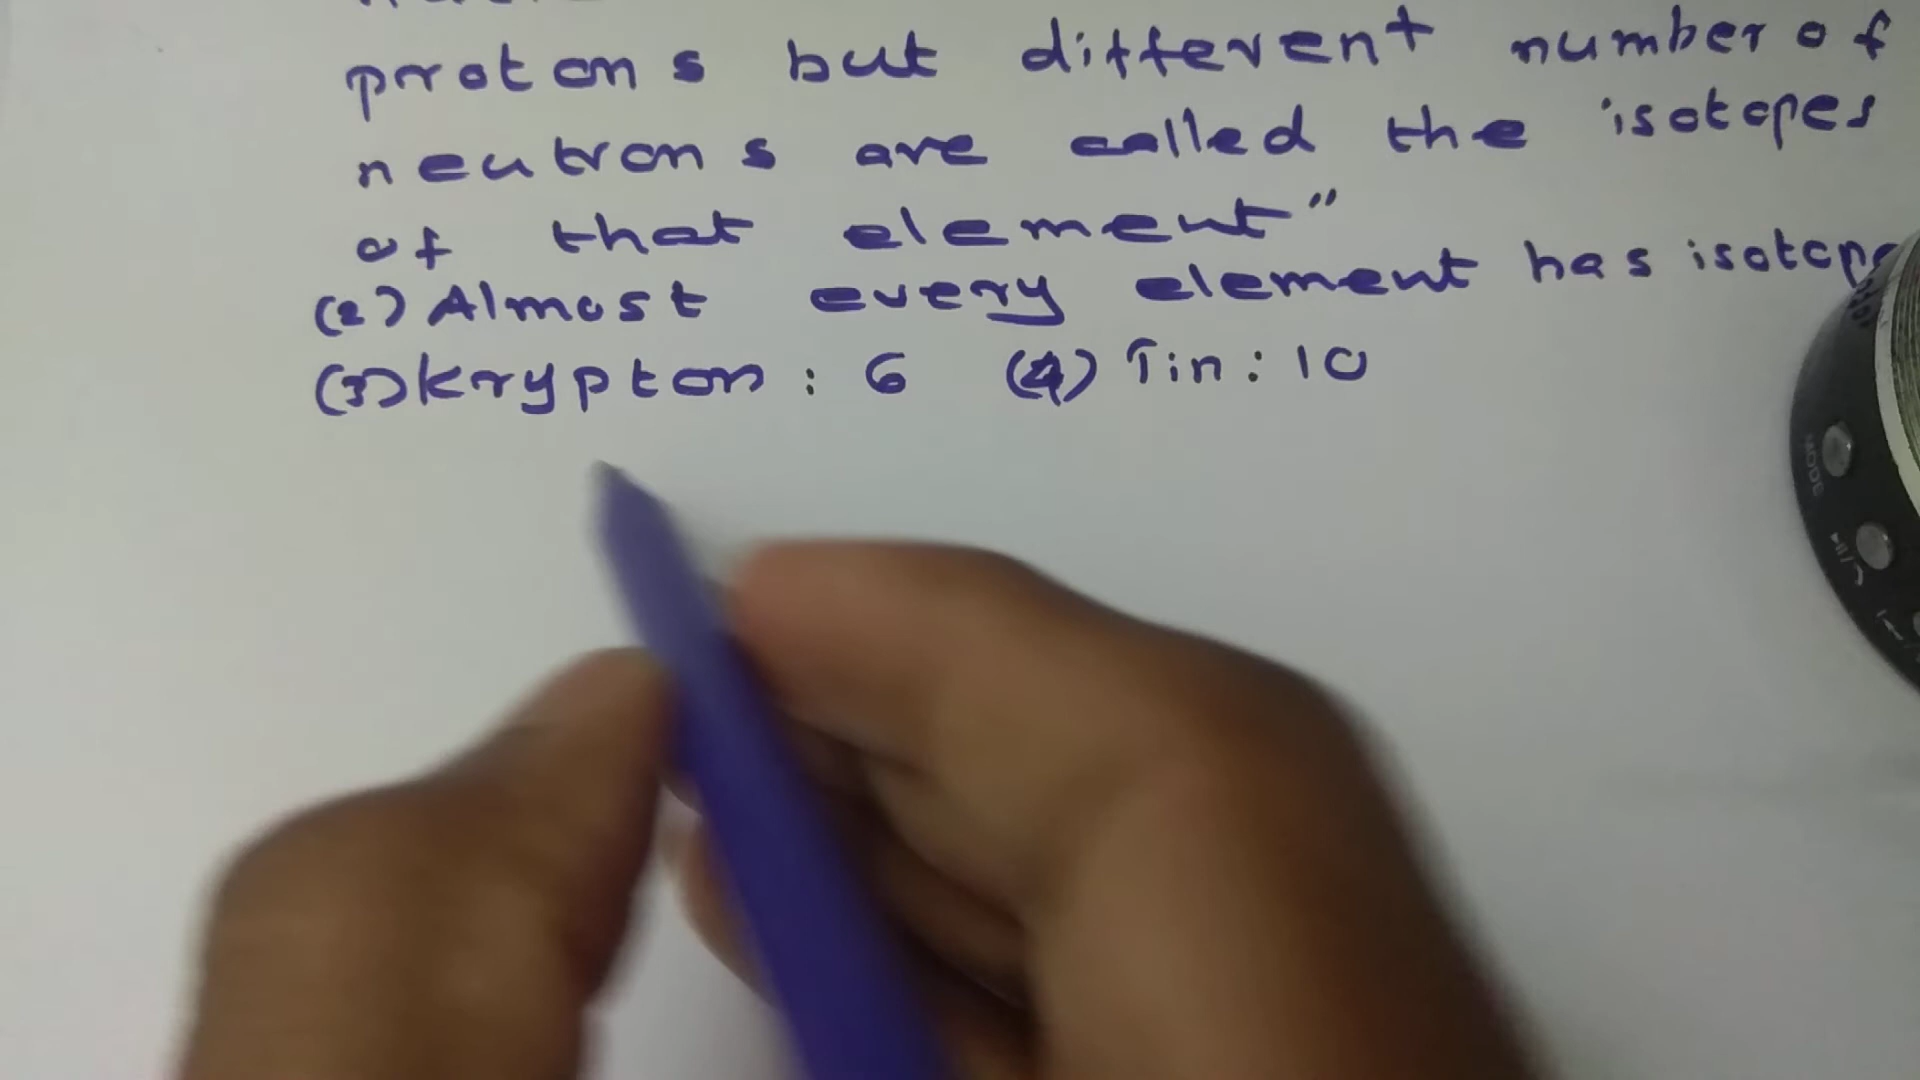 protons but different number of
neutrons are called the isotopes
of that element"
(2) Almost every element has
(3) Krypton : 6 (4) Tin : 10
MODE